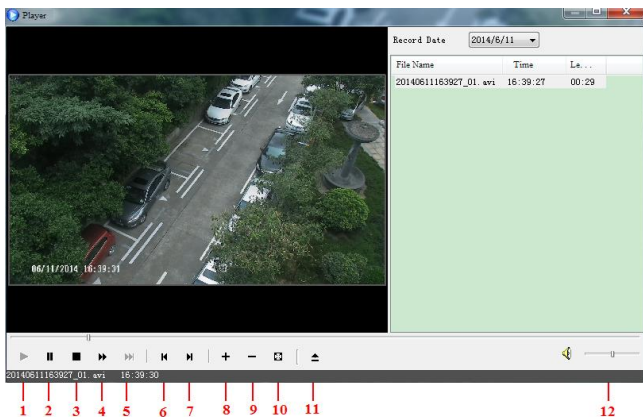 Player
Record Date 2014/6/11
File Name Time Le...
20140611163927_01.avi 16:39:27 00:29
06/11/2014 16:39:31
20140611163927_01.avi 16:39:30
1 2 3 4 5 6 7 8 9 10 11 12